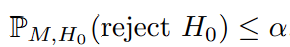 ℙ_{M,H_0}(reject H_0) ≤ α